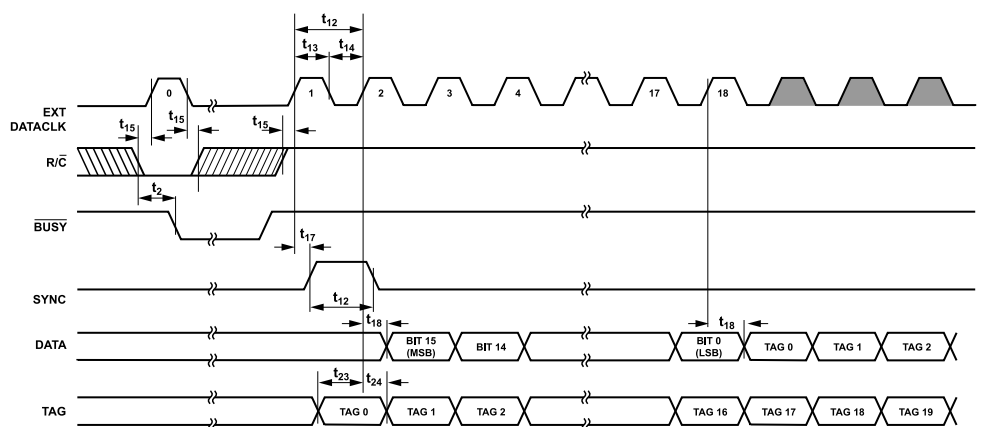 t12
t13 t14
0 1 2 3 4 17 18
EXT
DATACLK
t15 t15 t15
R/C̅
t2
B̅U̅S̅Y̅
t17
SYNC
t12
t18 t18
DATA
BIT 15
(MSB)
BIT 14
BIT 0
(LSB)
TAG 0 TAG 1 TAG 2
t23 t24
TAG
TAG 0 TAG 1 TAG 2 TAG 16 TAG 17 TAG 18 TAG 19